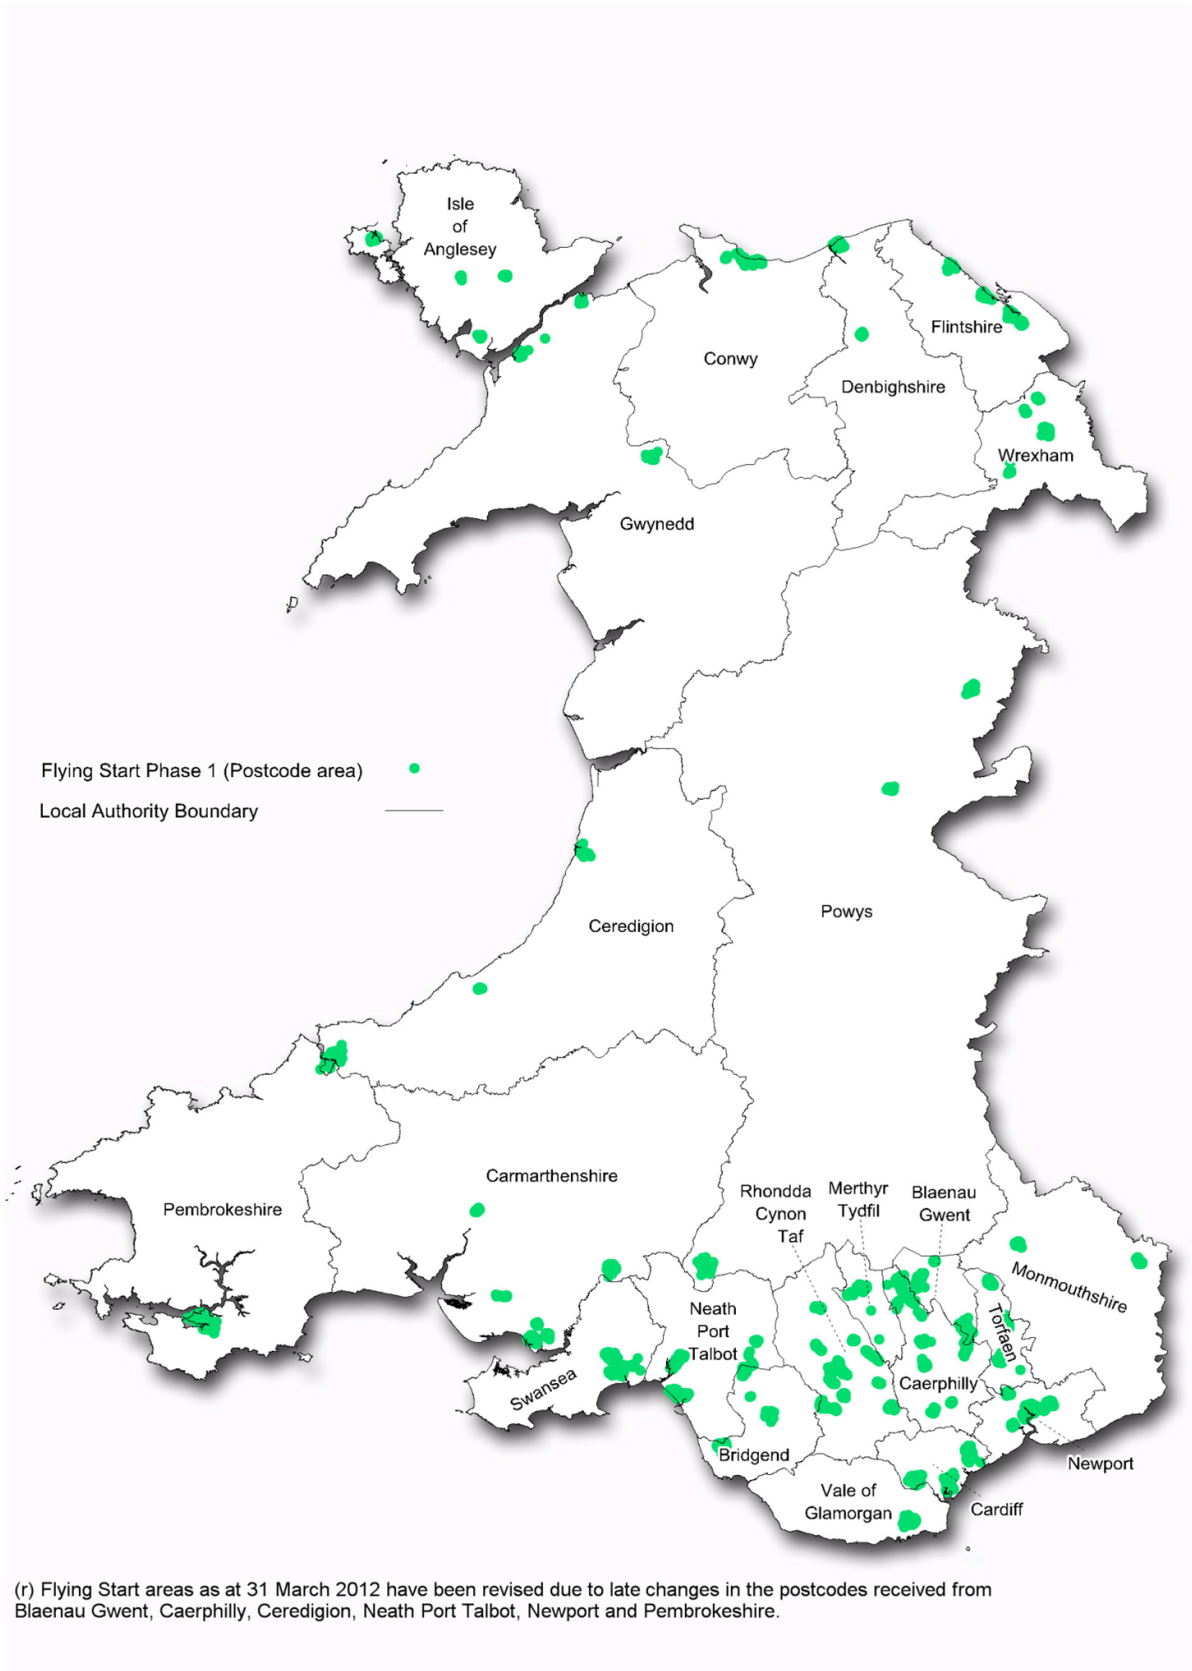 Isle
of
Anglesey
Flintshire
Conwy
Denbighshire
Wrexham
Gwynedd
Flying Start Phase 1 (Postcode area)
Local Authority Boundary
Powys
Ceredigion
Carmarthenshire
Pembrokeshire
Rhondda
Cynon
Taf
Merthyr
Tydfil
Blaenau
Gwent
Monmouthshire
Neath
Port
Talbot
Torfaen
Swansea
Caerphilly
Bridgend
Newport
Vale of
Glamorgan
Cardiff
(r) Flying Start areas as at 31 March 2012 have been revised due to late changes in the postcodes received from
Blaenau Gwent, Caerphilly, Ceredigion, Neath Port Talbot, Newport and Pembrokeshire.